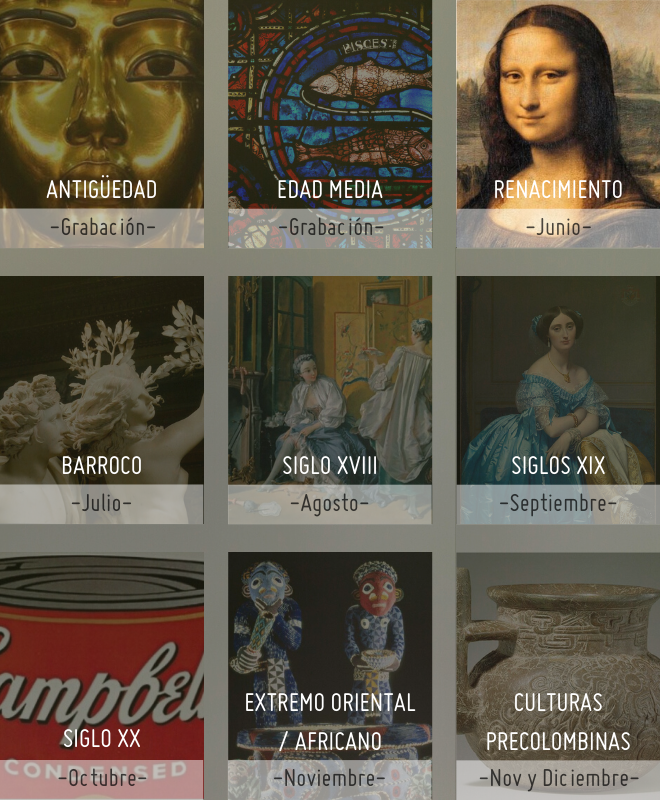 PISCES
ANTIGÜEDAD
-Grabación-
EDAD MEDIA
-Grabación-
RENACIMIENTO
-Junio-
BARROCO
-Julio-
SIGLO XVIII
-Agosto-
SIGLOS XIX
-Septiembre-
Campbell
SIGLO XX
CONDENSED
-Octubre-
EXTREMO ORIENTAL
/ AFRICANO
-Noviembre-
CULTURAS
PRECOLOMBINAS
-Nov y Diciembre-